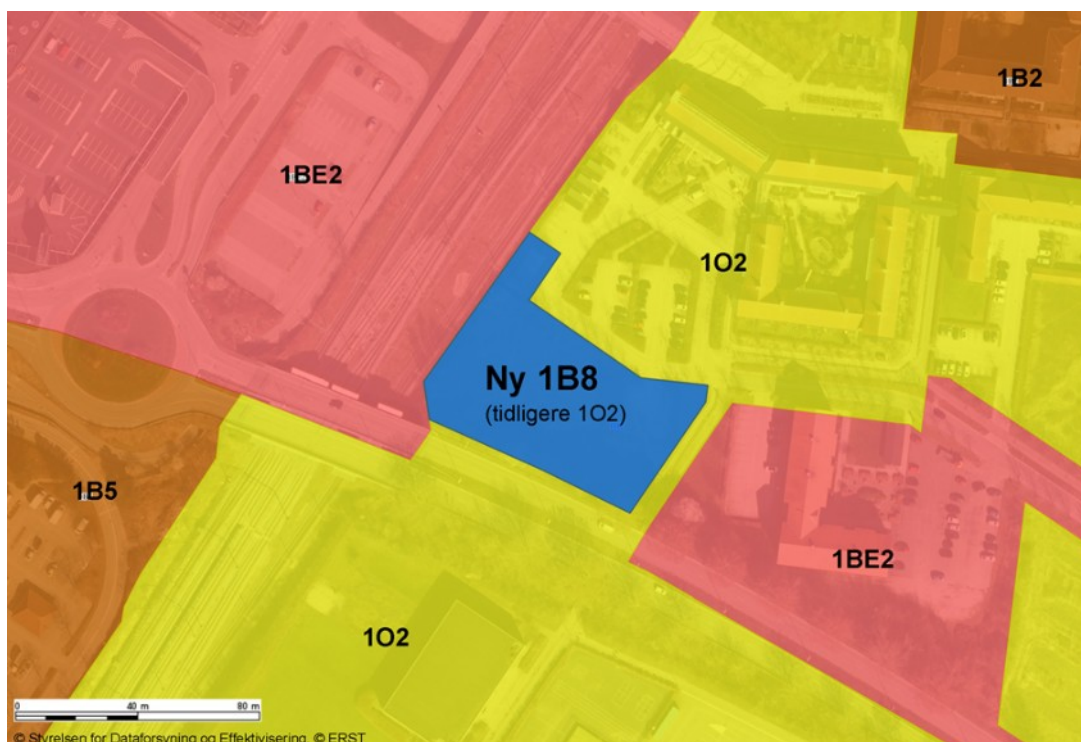 1B2
1BE2
1O2
Ny 1B8
(tidligere 1O2)
1B5
1BE2
1O2
0 40 m 80 m
© Styrelsen for Dataforsyning og Effektivisering, © ERST